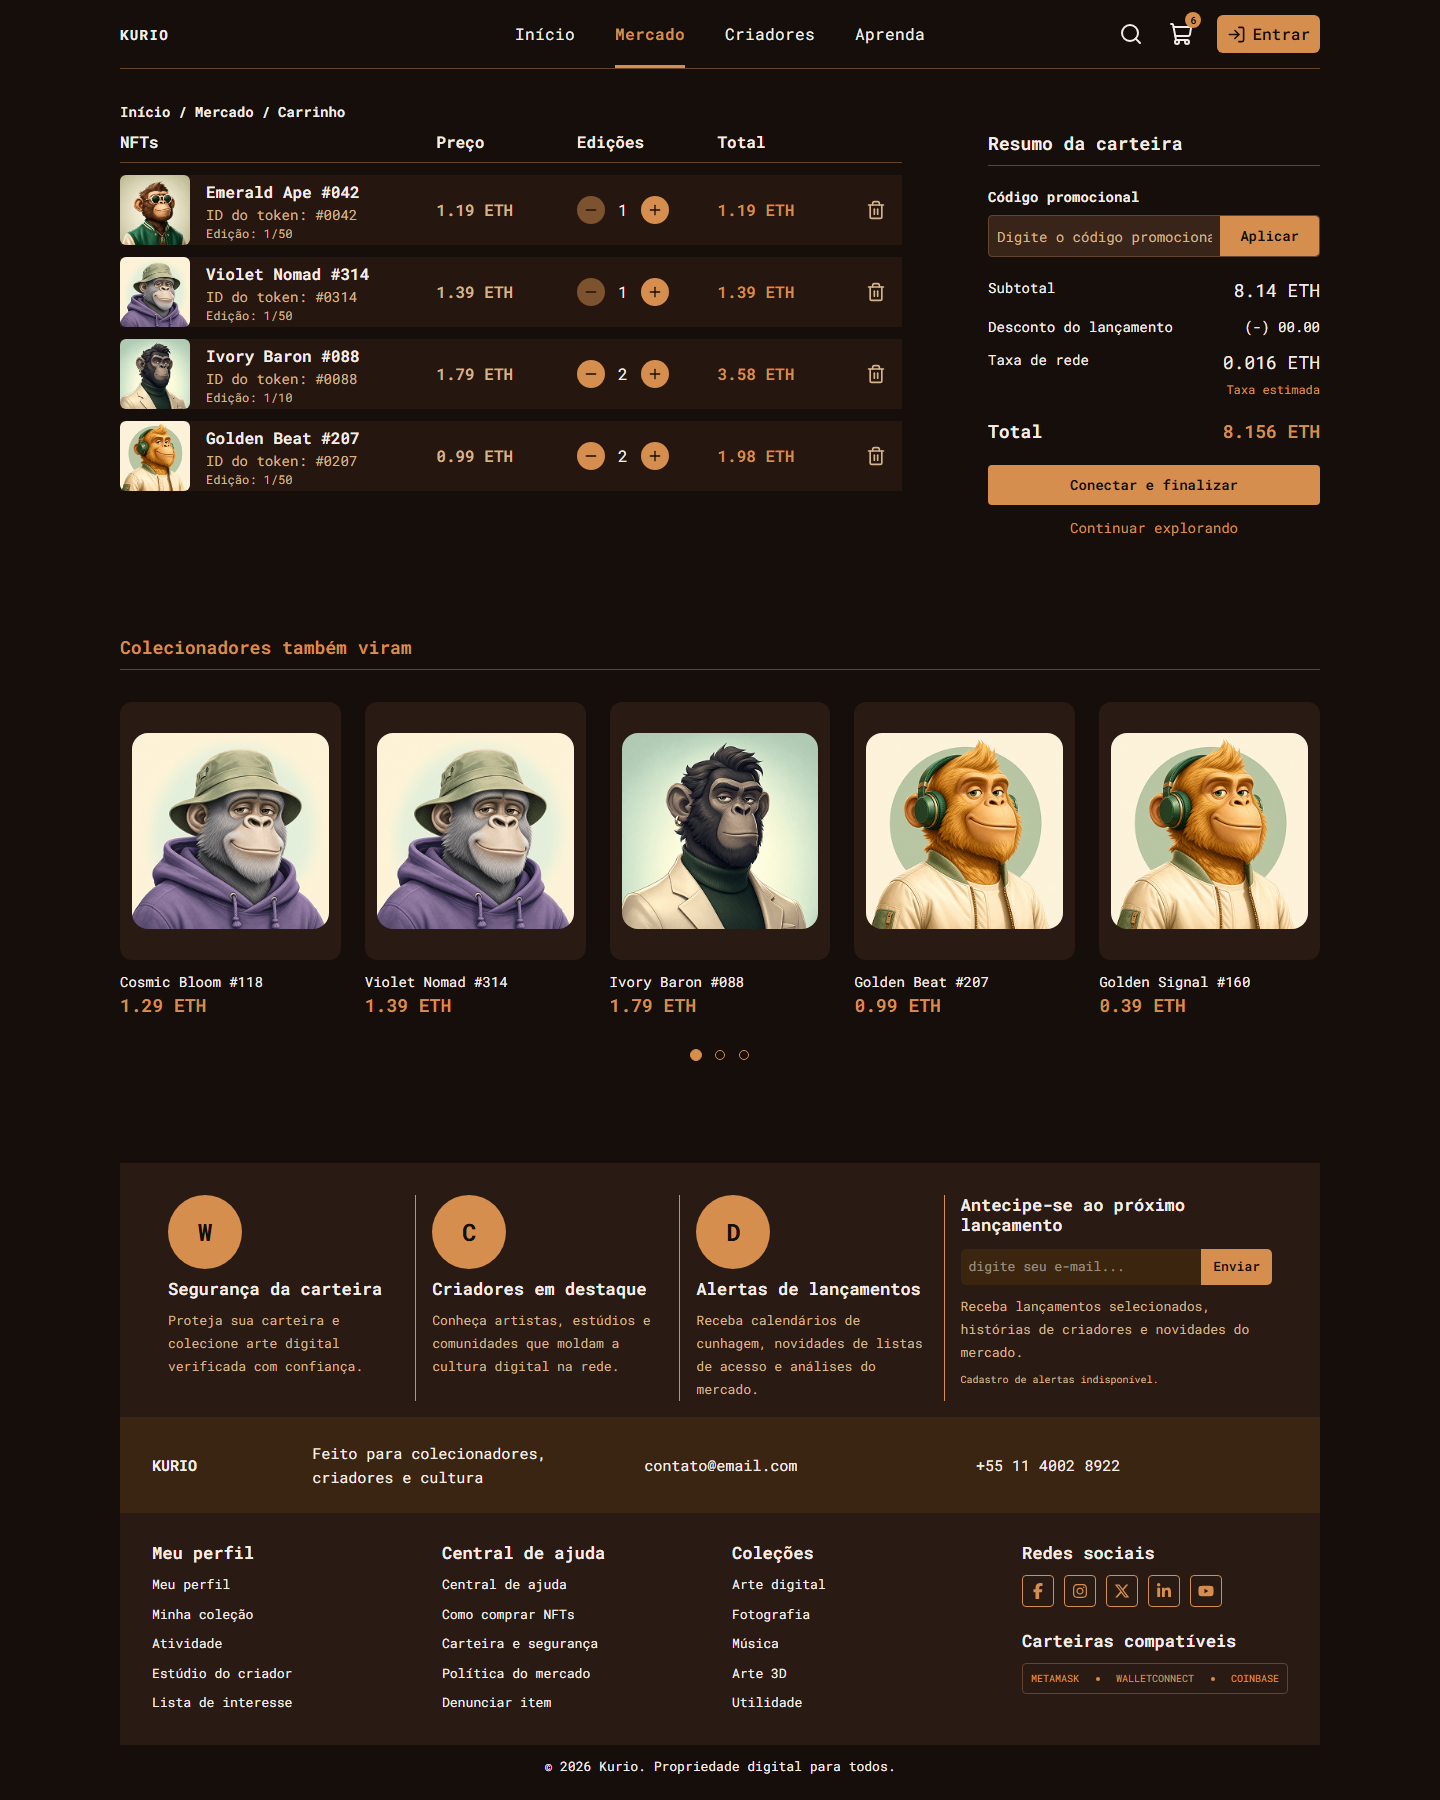 KURIO
Início
Mercado
Criadores
Aprenda
6
Entrar
Início / Mercado / Carrinho
NFTs
Preço
Edições
Total
Emerald Ape #042
ID do token: #0042
Edição: 1/50
1.19 ETH
1
1.19 ETH
Violet Nomad #314
ID do token: #0314
Edição: 1/50
1.39 ETH
1
1.39 ETH
Ivory Baron #088
ID do token: #0088
Edição: 1/10
1.79 ETH
2
3.58 ETH
Golden Beat #207
ID do token: #0207
Edição: 1/50
0.99 ETH
2
1.98 ETH
Resumo da carteira
Código promocional
Digite o código promociona
Aplicar
Subtotal
8.14 ETH
Desconto do lançamento
(-) 00.00
Taxa de rede
0.016 ETH
Taxa estimada
Total
8.156 ETH
Conectar e finalizar
Continuar explorando
Colecionadores também viram
Cosmic Bloom #118
1.29 ETH
Violet Nomad #314
1.39 ETH
Ivory Baron #088
1.79 ETH
Golden Beat #207
0.99 ETH
Golden Signal #160
0.39 ETH
W
Segurança da carteira
Proteja sua carteira e
colecione arte digital
verificada com confiança.
C
Criadores em destaque
Conheça artistas, estúdios e
comunidades que moldam a
cultura digital na rede.
D
Alertas de lançamentos
Receba calendários de
cunhagem, novidades de listas
de acesso e análises do
mercado.
Antecipe-se ao próximo
lançamento
digite seu e-mail...
Enviar
Receba lançamentos selecionados,
histórias de criadores e novidades do
mercado.
Cadastro de alertas indisponível.
KURIO
Feito para colecionadores,
criadores e cultura
contato@email.com
+55 11 4002 8922
Meu perfil
Meu perfil
Minha coleção
Atividade
Estúdio do criador
Lista de interesse
Central de ajuda
Central de ajuda
Como comprar NFTs
Carteira e segurança
Política do mercado
Denunciar item
Coleções
Arte digital
Fotografia
Música
Arte 3D
Utilidade
Redes sociais
Carteiras compatíveis
METAMASK • WALLETCONNECT • COINBASE
© 2026 Kurio. Propriedade digital para todos.